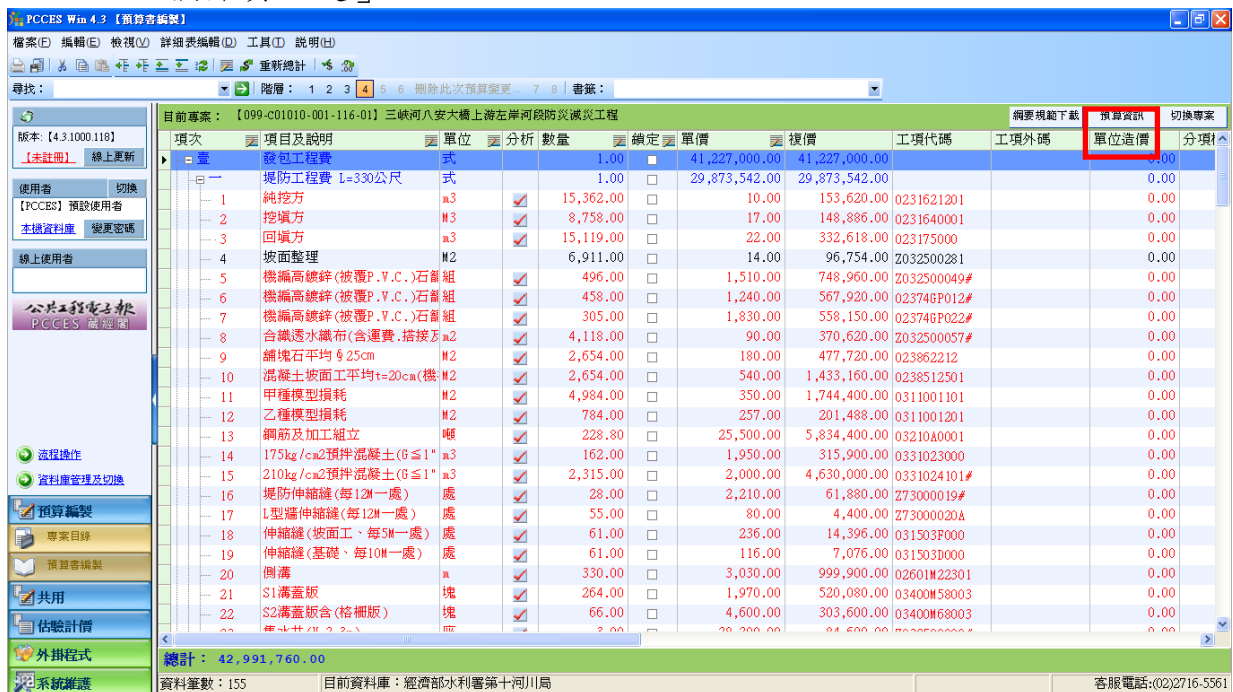 PCCES Win 4.3 【預算書編製】
檔案(F) 編輯(E) 檢視(V) 詳細表編輯(D) 工具(T) 說明(H)
重新總計
尋找： 階層： 1 2 3 4 5 6 刪除此次預算變更.. 7 8 書籤：
目前專案： 【099-C01010-001-116-01】三峽河八安大橋上游左岸河段防災減災工程 綱要規範下載 預算資訊 切換專案
版本:【4.3.1000.118】
【未註冊】 線上更新
使用者 切換
【PCCES】預設使用者
本機資料庫 變更密碼
線上使用者
公共工程電子報
PCCES 藏經閣
流程操作
資料庫管理及切換
預算編製
專案目錄
預算書編製
共用
估驗計價
外掛程式
系統維護
項次 項目及說明 單位 分析 數量 鎖定 單價 複價 工項代碼 工項外碼 單位造價 分項
壹 發包工程費 式 1.00 41,227,000.00 41,227,000.00 0.00
一 堤防工程費 L=330公尺 式 1.00 29,873,542.00 29,873,542.00 0.00
1 純挖方 m3 15,362.00 10.00 153,620.00 0231621201 0.00
2 挖填方 M3 8,758.00 17.00 148,886.00 0231640001 0.00
3 回填方 m3 15,119.00 22.00 332,618.00 023175000 0.00
4 坡面整理 M2 6,911.00 14.00 96,754.00 Z032500281 0.00
5 機編高鍍鋅(被覆P.V.C.)石 組 496.00 1,510.00 748,960.00 Z032500049# 0.00
6 機編高鍍鋅(被覆P.V.C.)石 組 458.00 1,240.00 567,920.00 02374GP012# 0.00
7 機編高鍍鋅(被覆P.V.C.)石 組 305.00 1,830.00 558,150.00 02374GP022# 0.00
8 合織透水織布(含運費.搭接及 m2 4,118.00 90.00 370,620.00 Z032500057# 0.00
9 舖塊石平均§25cm M2 2,654.00 180.00 477,720.00 023862212 0.00
10 混凝土坡面工平均t=20cm(機 M2 2,654.00 540.00 1,433,160.00 0238512501 0.00
11 甲種模型損耗 M2 4,984.00 350.00 1,744,400.00 0311001101 0.00
12 乙種模型損耗 M2 784.00 257.00 201,488.00 0311001201 0.00
13 鋼筋及加工組立 噸 228.80 25,500.00 5,834,400.00 03210A0001 0.00
14 175kg/cm2預拌混凝土(G≦1" m3 162.00 1,950.00 315,900.00 0331023000 0.00
15 210kg/cm2預拌混凝土(G≦1" m3 2,315.00 2,000.00 4,630,000.00 0331024101# 0.00
16 堤防伸縮縫(每12M一處) 處 28.00 2,210.00 61,880.00 Z73000019# 0.00
17 L型牆伸縮縫(每12M一處) 處 55.00 80.00 4,400.00 Z73000020A 0.00
18 伸縮縫(坡面工、每5M一處) 處 61.00 236.00 14,396.00 031503F000 0.00
19 伸縮縫(基礎、每10M一處) 處 61.00 116.00 7,076.00 031503D000 0.00
20 側溝 m 330.00 3,030.00 999,900.00 02601M22301 0.00
21 S1溝蓋版 塊 264.00 1,970.00 520,080.00 03400M58003 0.00
22 S2溝蓋版含(格柵版) 塊 66.00 4,600.00 303,600.00 03400M68003 0.00
總計： 42,991,760.00
資料筆數：155 目前資料庫：經濟部水利署第十河川局 客服電話:(02)2716-5561